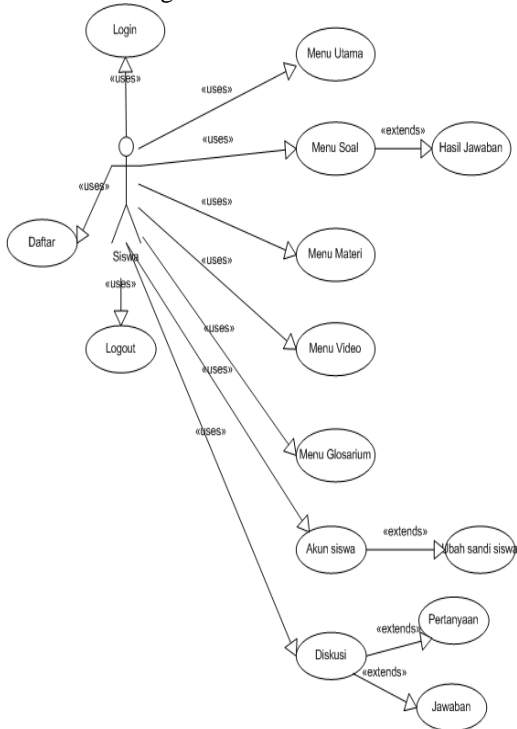 Login
«uses»
Menu Utama
«uses»
«uses»
Menu Soal
«extends»
Hasil Jawaban
«uses»
Daftar
Siswa
«uses»
Menu Materi
«uses»
«uses»
Logout
Menu Video
«uses»
«uses»
«uses»
Menu Glosarium
Akun siswa
«extends»
Ubah sandi siswa
Diskusi
«extends»
Pertanyaan
«extends»
Jawaban